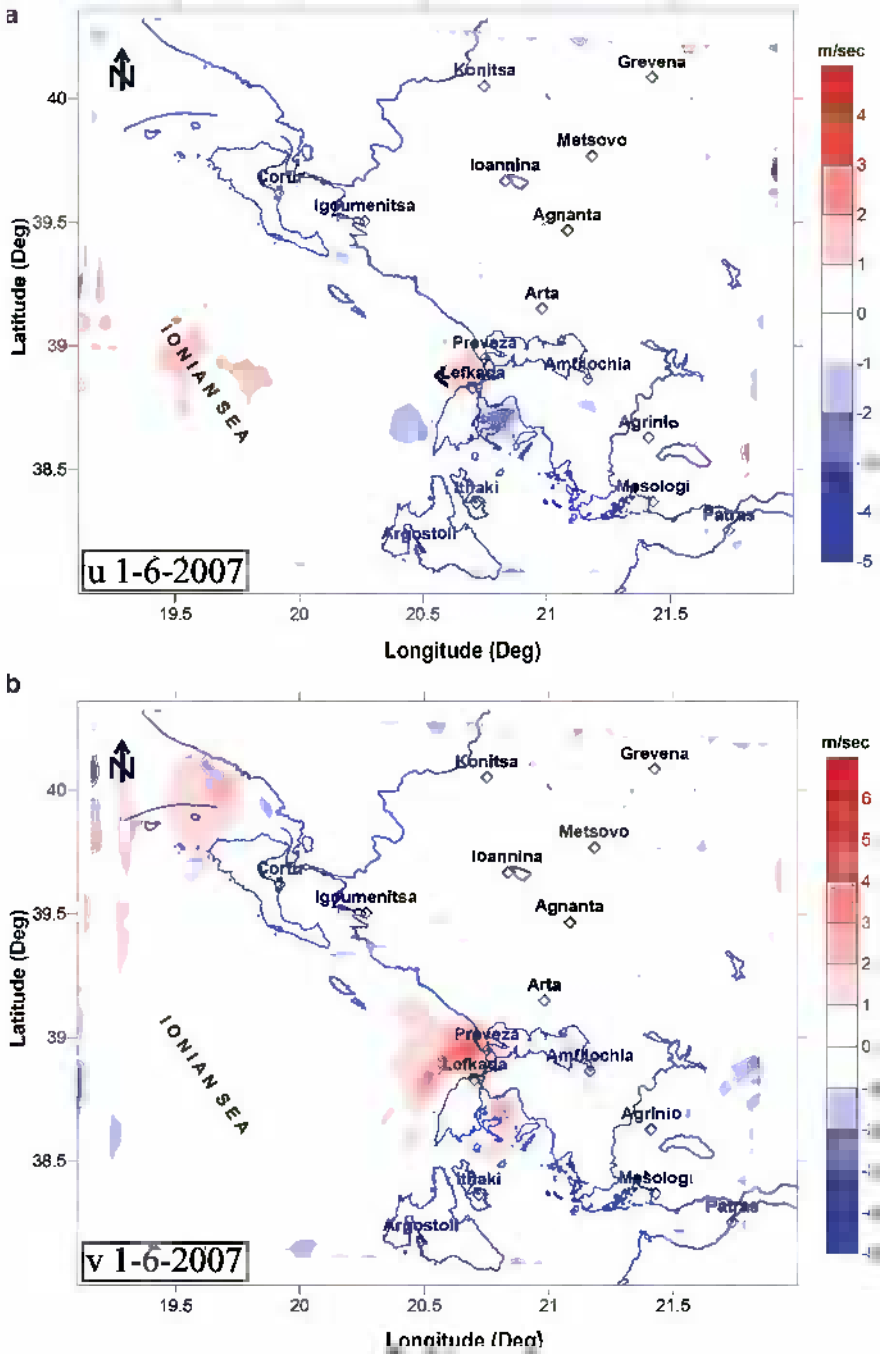 a
N
m/sec
Konitsa
Grevena
40
4
Metsovo
Ioannina
3
Corfu
Igoumenitsa
39.5
Agnanta
2
1
Latitude (Deg)
Arta
0
IONIAN SEA
39
Preveza
Amfilochia
-1
Lefkada
-2
Agrinio
38.5
-3
Ithaki
Mesologi
-4
Patras
Argostoli
u 1-6-2007
-5
19.5 20 20.5 21 21.5
Longitude (Deg)
b
N
m/sec
Konitsa
Grevena
40
6
Metsovo
5
Ioannina
4
Corfu
Igoumenitsa
39.5
Agnanta
3
2
Latitude (Deg)
Arta
1
IONIAN SEA
39
Preveza
0
Amfilochia
Lefkada
Agrinio
38.5
Ithaki
Mesologi
Patras
Argostoli
v 1-6-2007
19.5 20 20.5 21 21.5
Longitude (Deg)